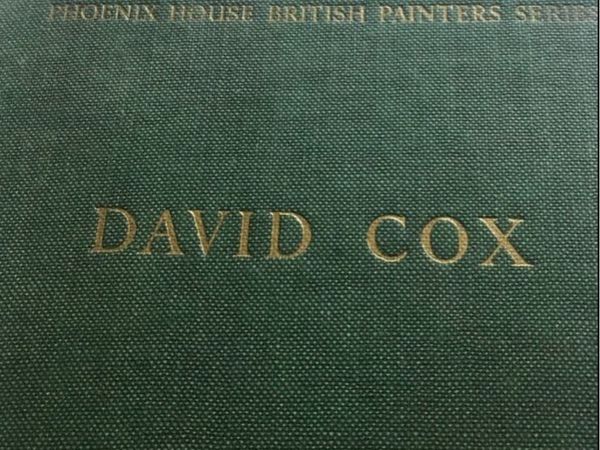 PHOENIX HOUSE BRITISH PAINTERS SERIES
DAVID COX